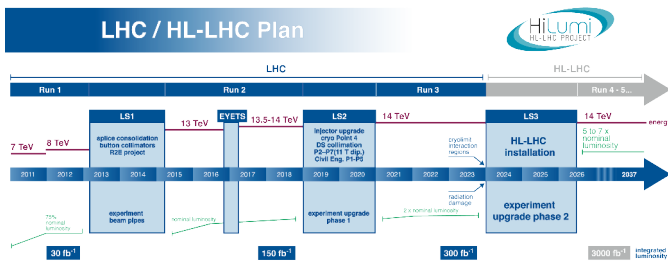 LHC / HL-LHC Plan
HiLumi
HL-LHC PROJECT
LHC
HL-LHC
Run 1
Run 2
Run 3
Run 4 - 5...
LS1
EYETS
LS2
LS3
7 TeV
8 TeV
13 TeV
13.5-14 TeV
14 TeV
14 TeV
energ
splice consolidation
button collimators
R2E project
injector upgrade
cryo Point 4
DS collimation
P2-P7(11 T dip.)
Civil Eng. P1-P5
cryolimit
interaction
regions
HL-LHC
installation
5 to 7 x
nominal
luminosity
2011
2012
2013
2014
2015
2016
2017
2018
2019
2020
2021
2022
2023
2024
2025
2026
2037
radiation
damage
75%
nominal
luminosity
experiment
beam pipes
nominal luminosity
experiment upgrade
phase 1
2 x nominal luminosity
experiment
upgrade phase 2
30 fb-1
150 fb-1
300 fb-1
3000 fb-1
integrated
luminosity